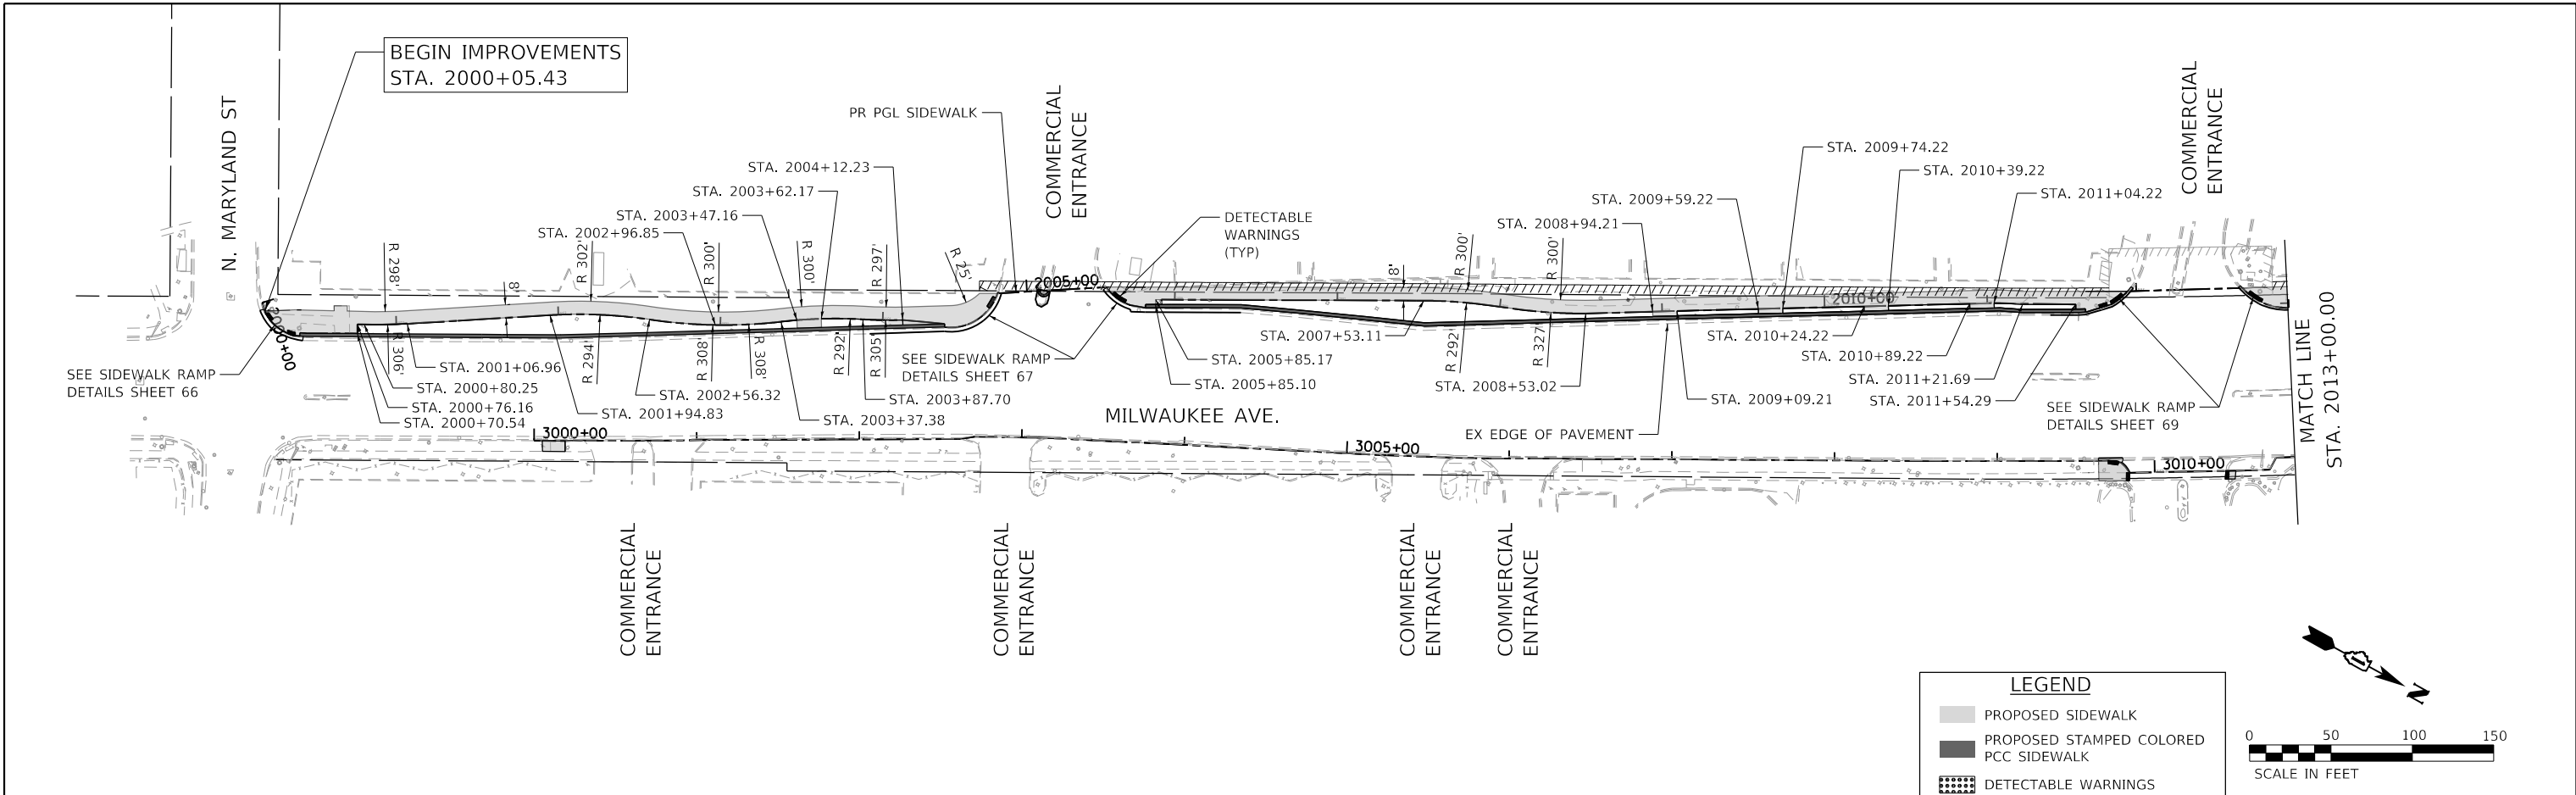 BEGIN IMPROVEMENTS
STA. 2000+05.43
N. MARYLAND ST
PR PGL SIDEWALK
COMMERCIAL
ENTRANCE
COMMERCIAL
ENTRANCE
STA. 2004+12.23
STA. 2003+62.17
STA. 2003+47.16
STA. 2002+96.85
DETECTABLE
WARNINGS
(TYP)
STA. 2009+74.22
STA. 2010+39.22
STA. 2011+04.22
STA. 2009+59.22
STA. 2008+94.21
R 298'
8'
R 302'
R 300'
R 300'
R 297'
R 25'
8'
R 300'
R 300'
2000+00
2005+00
2010+00
R 306'
R 294'
R 308'
R 308'
R 292'
R 305'
R 292'
R 327'
SEE SIDEWALK RAMP
DETAILS SHEET 66
STA. 2001+06.96
STA. 2000+80.25
STA. 2000+76.16
STA. 2000+70.54
STA. 2001+94.83
STA. 2002+56.32
STA. 2003+37.38
STA. 2003+87.70
SEE SIDEWALK RAMP
DETAILS SHEET 67
STA. 2005+85.17
STA. 2005+85.10
STA. 2007+53.11
STA. 2008+53.02
STA. 2009+09.21
STA. 2010+24.22
STA. 2010+89.22
STA. 2011+21.69
STA. 2011+54.29
SEE SIDEWALK RAMP
DETAILS SHEET 69
MATCH LINE
STA. 2013+00.00
MILWAUKEE AVE.
EX EDGE OF PAVEMENT
3000+00
3005+00
3010+00
COMMERCIAL
ENTRANCE
COMMERCIAL
ENTRANCE
COMMERCIAL
ENTRANCE
COMMERCIAL
ENTRANCE
N
LEGEND
PROPOSED SIDEWALK
PROPOSED STAMPED COLORED
PCC SIDEWALK
DETECTABLE WARNINGS
0 50 100 150
SCALE IN FEET